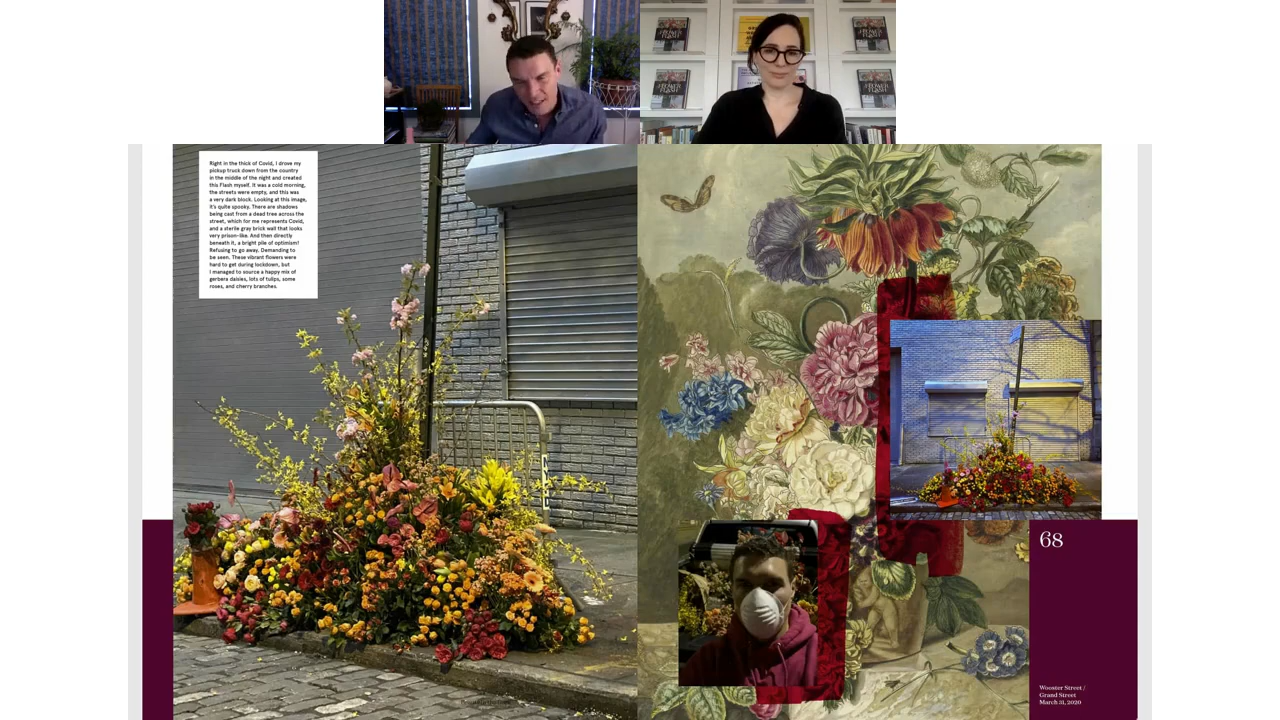 FLOWER
FLASH
Right in the thick of Covid, I drove my
pickup truck down from the country
in the middle of the night and created
this Flash myself. It was a cold morning,
the streets were empty, and this was
a very dark block. Looking at this image,
it's quite spooky. There are shadows
being cast from a dead tree across the
street, which for me represents Covid,
and a sterile gray brick wall that looks
very prison-like. And then directly
beneath it, a bright pile of optimism!
Refusing to go away. Demanding to
be seen. These vibrant flowers were
hard to get during lockdown, but
I managed to source a happy mix of
gerbera daisies, lots of tulips, some
roses, and cherry branches.
68
Wooster Street /
Grand Street
March 31, 2020